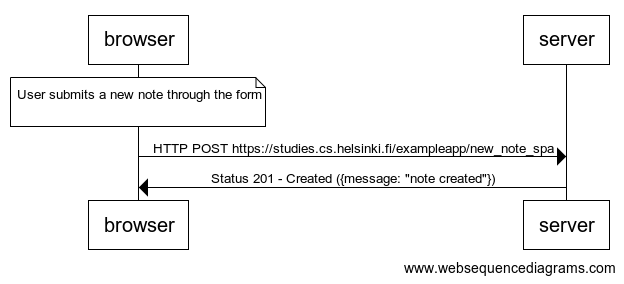 browser server
User submits a new note through the form
HTTP POST https://studies.cs.helsinki.fi/exampleapp/new_note_spa
Status 201 - Created ({message: "note created"})
browser server
www.websequencediagrams.com